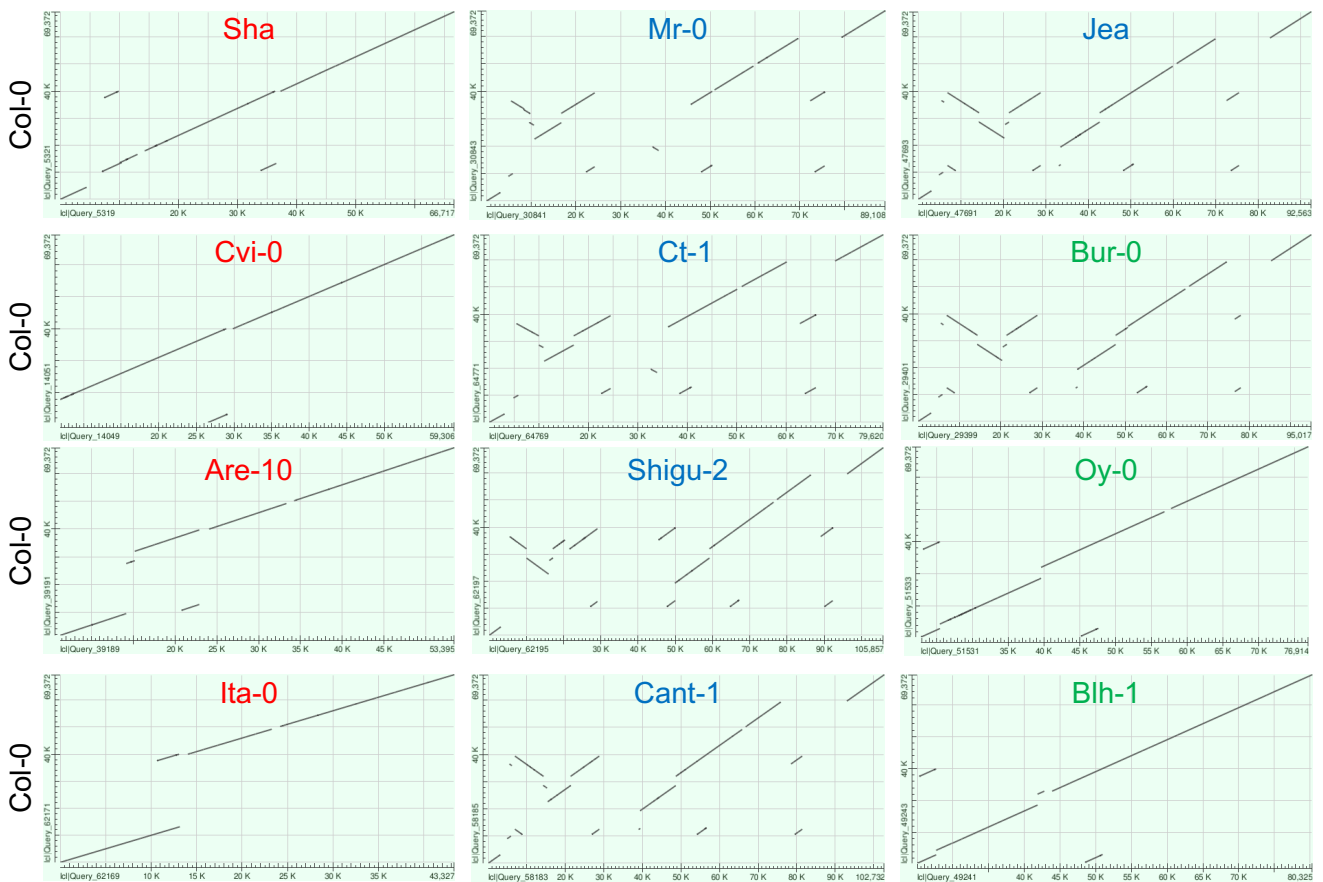 Sha
Mr-0
Jea
Col-0
69,372
40 K
lcl|Query_5321
lcl|Query_5319
20 K
30 K
40 K
50 K
66,717
69,372
40 K
lcl|Query_30843
lcl|Query_30841
20 K
30 K
40 K
50 K
60 K
70 K
89,108
69,372
40 K
lcl|Query_47693
lcl|Query_47691
20 K
30 K
40 K
50 K
60 K
70 K
80 K
92,563
Cvi-0
Ct-1
Bur-0
Col-0
69,372
40 K
lcl|Query_14051
lcl|Query_14049
20 K
30 K
35 K
40 K
45 K
50 K
59,306
69,372
40 K
lcl|Query_64771
lcl|Query_64769
20 K
30 K
40 K
50 K
60 K
79,620
69,372
40 K
lcl|Query_29401
lcl|Query_29399
20 K
30 K
40 K
50 K
60 K
80 K
95,017
Are-10
Shigu-2
Oy-0
Col-0
69,372
40 K
lcl|Query_39191
lcl|Query_39189
20 K
25 K
30 K
35 K
40 K
53,395
69,372
40 K
lcl|Query_62197
lcl|Query_62195
30 K
40 K
50 K
60 K
70 K
80 K
90 K
105,857
69,372
40 K
lcl|Query_51533
lcl|Query_51531
35 K
40 K
45 K
50 K
55 K
60 K
65 K
76,914
Ita-0
Cant-1
Blh-1
Col-0
69,372
40 K
lcl|Query_62171
lcl|Query_62169
10 K
15 K
20 K
25 K
30 K
35 K
43,327
69,372
40 K
lcl|Query_58185
lcl|Query_58183
20 K
30 K
40 K
50 K
60 K
70 K
80 K
102,732
69,372
40 K
lcl|Query_49243
lcl|Query_49241
40 K
50 K
60 K
65 K
70 K
80,325